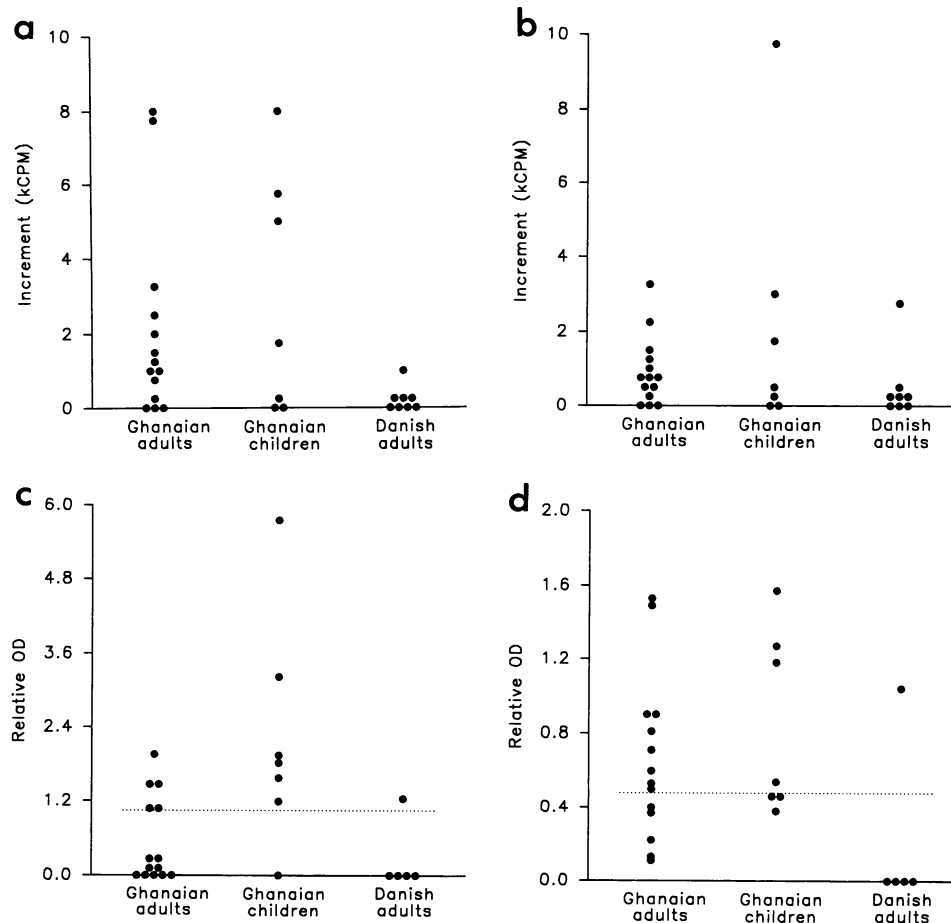 a
10
8
6
4
2
0
Increment (kCPM)
Ghanaian adults
Ghanaian children
Danish adults
b
10
8
6
4
2
0
Increment (kCPM)
Ghanaian adults
Ghanaian children
Danish adults
c
6.0
4.8
3.6
2.4
1.2
0.0
Relative OD
Ghanaian adults
Ghanaian children
Danish adults
d
2.0
1.6
1.2
0.8
0.4
0.0
Relative OD
Ghanaian adults
Ghanaian children
Danish adults